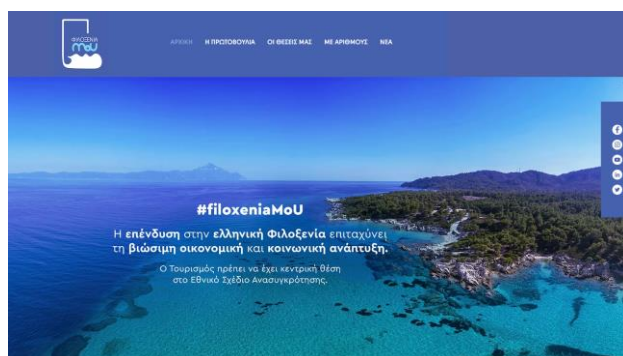 ΦΙΛΟΞΕΝΙΑ
MoU
ΑΡΧΙΚΗ Η ΠΡΩΤΟΒΟΥΛΙΑ ΟΙ ΘΕΣΕΙΣ ΜΑΣ ΜΕ ΑΡΙΘΜΟΥΣ ΝΕΑ
#filoxeniaMoU
Η επένδυση στην ελληνική Φιλοξενία επιταχύνει
τη βιώσιμη οικονομική και κοινωνική ανάπτυξη.
Ο Τουρισμός πρέπει να έχει κεντρική θέση
στο Εθνικό Σχέδιο Ανασυγκρότησης.